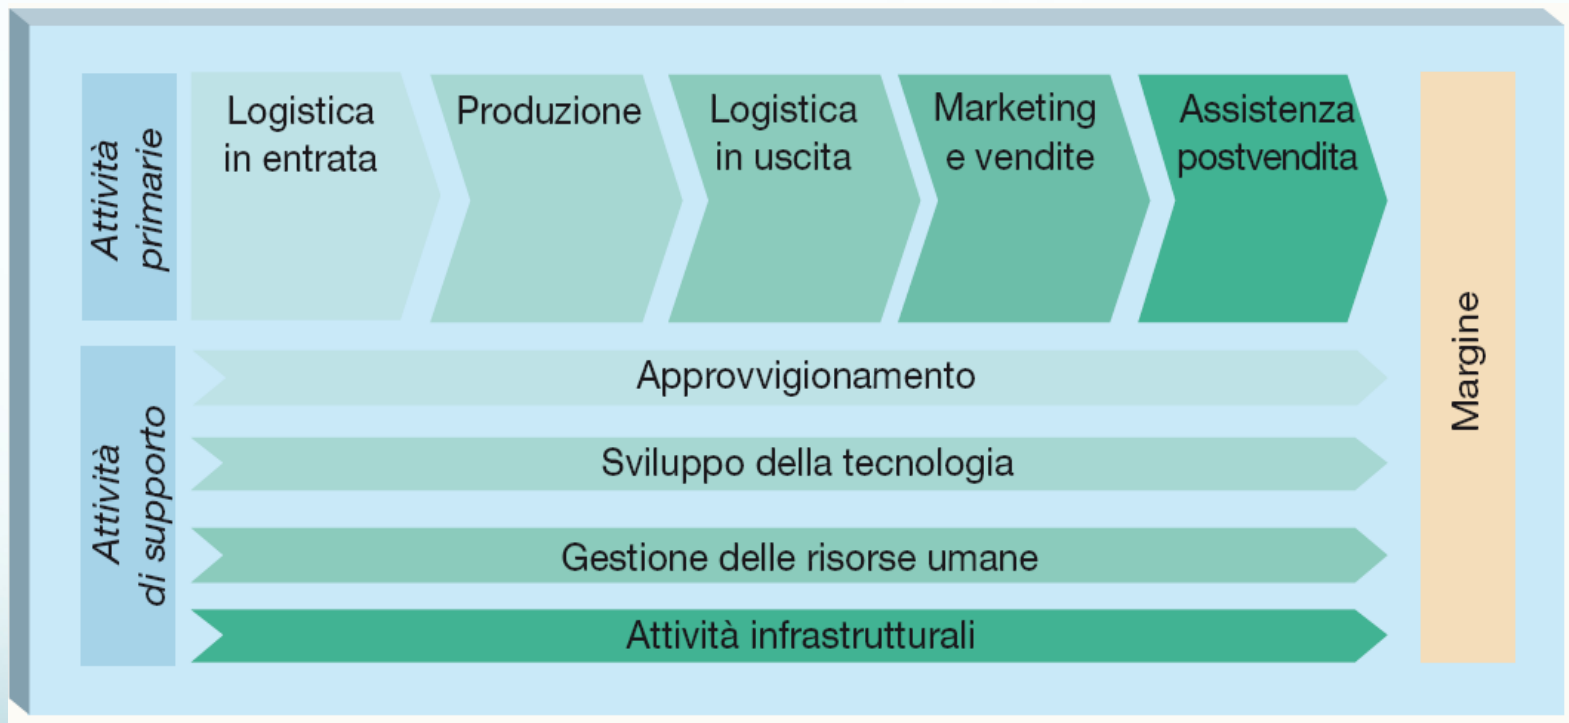 Attività
primarie
Logistica
in entrata
Produzione
Logistica
in uscita
Marketing
e vendite
Assistenza
postvendita
Attività
di supporto
Approvvigionamento
Sviluppo della tecnologia
Gestione delle risorse umane
Attività infrastrutturali
Margine